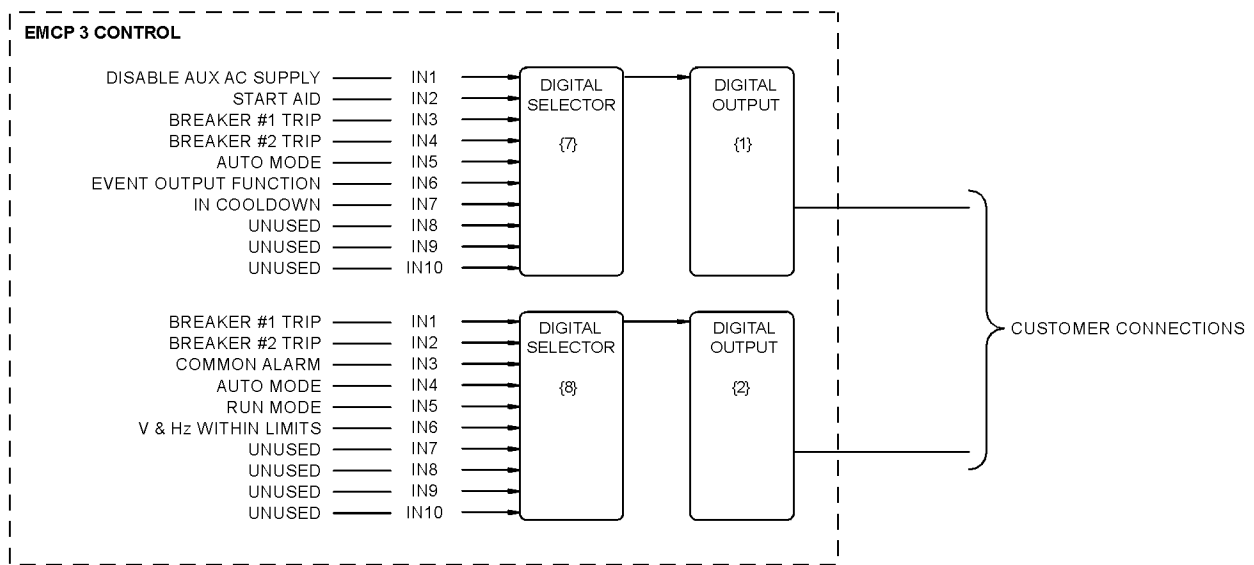 EMCP 3 CONTROL
DISABLE AUX AC SUPPLY IN1
START AID IN2
BREAKER #1 TRIP IN3
BREAKER #2 TRIP IN4
AUTO MODE IN5
EVENT OUTPUT FUNCTION IN6
IN COOLDOWN IN7
UNUSED IN8
UNUSED IN9
UNUSED IN10
DIGITAL
SELECTOR
{7}
DIGITAL
OUTPUT
{1}
BREAKER #1 TRIP IN1
BREAKER #2 TRIP IN2
COMMON ALARM IN3
AUTO MODE IN4
RUN MODE IN5
V & Hz WITHIN LIMITS IN6
UNUSED IN7
UNUSED IN8
UNUSED IN9
UNUSED IN10
DIGITAL
SELECTOR
{8}
DIGITAL
OUTPUT
{2}
CUSTOMER CONNECTIONS